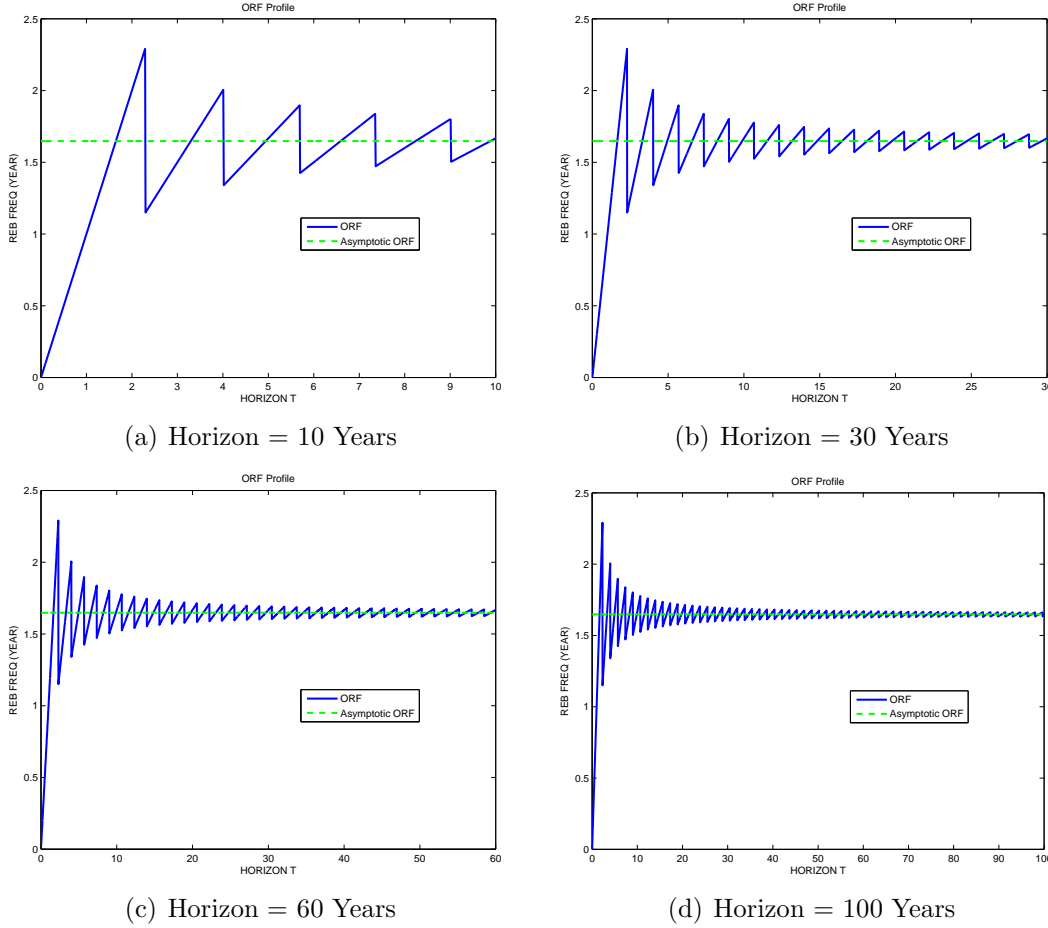 ORF Profile
2.5
2
1.5
1
0.5
0
REB FREQ (YEAR)
ORF
Asymptotic ORF
0 1 2 3 4 5 6 7 8 9 10
HORIZON T
(a) Horizon = 10 Years
ORF Profile
2.5
2
1.5
1
0.5
0
REB FREQ (YEAR)
ORF
Asymptotic ORF
0 5 10 15 20 25 30
HORIZON T
(b) Horizon = 30 Years
ORF Profile
2.5
2
1.5
1
0.5
0
REB FREQ (YEAR)
ORF
Asymptotic ORF
0 10 20 30 40 50 60
HORIZON T
(c) Horizon = 60 Years
ORF Profile
2.5
2
1.5
1
0.5
0
REB FREQ (YEAR)
ORF
Asymptotic ORF
0 10 20 30 40 50 60 70 80 90 100
HORIZON T
(d) Horizon = 100 Years